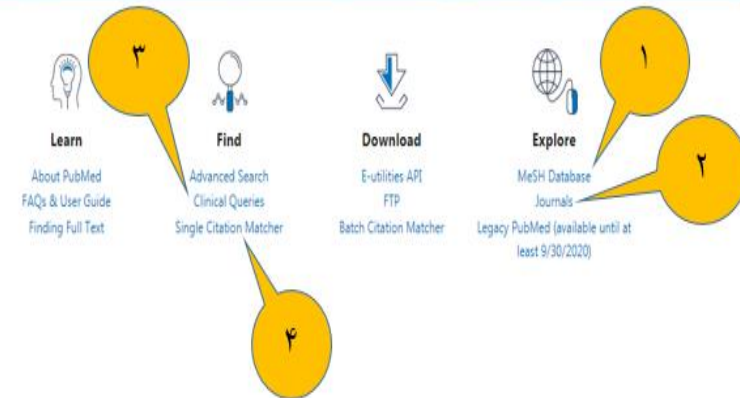 ۳
۱
Learn
Find
Download
Explore
۲
About PubMed
Advanced Search
E-utilities API
MeSH Database
FAQs & User Guide
Clinical Queries
FTP
Journals
Finding Full Text
Single Citation Matcher
Batch Citation Matcher
Legacy PubMed (available until at
least 9/30/2020)
۴